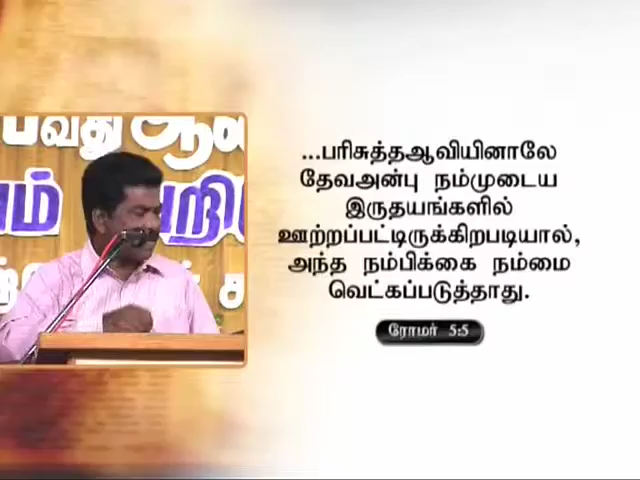 ...பரிசுத்தஆவியினாலே
தேவஅன்பு நம்முடைய
இருதயங்களில்
ஊற்றப்பட்டிருக்கிறபடியால்,
அந்த நம்பிக்கை நம்மை
வெட்கப்படுத்தாது.
ரோமர் 5:5